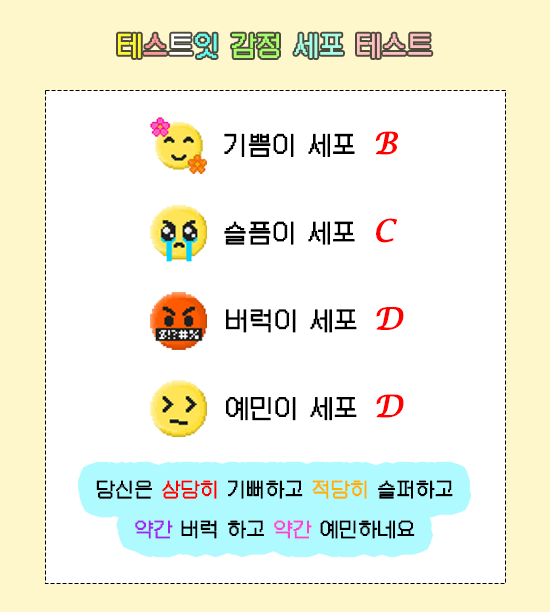 테스트잇 감정 세포 테스트
기쁨이 세포 B
슬픔이 세포 C
버럭이 세포 D
$!?#%
예민이 세포 D
당신은 상당히 기뻐하고 적당히 슬퍼하고
약간 버럭 하고 약간 예민하네요